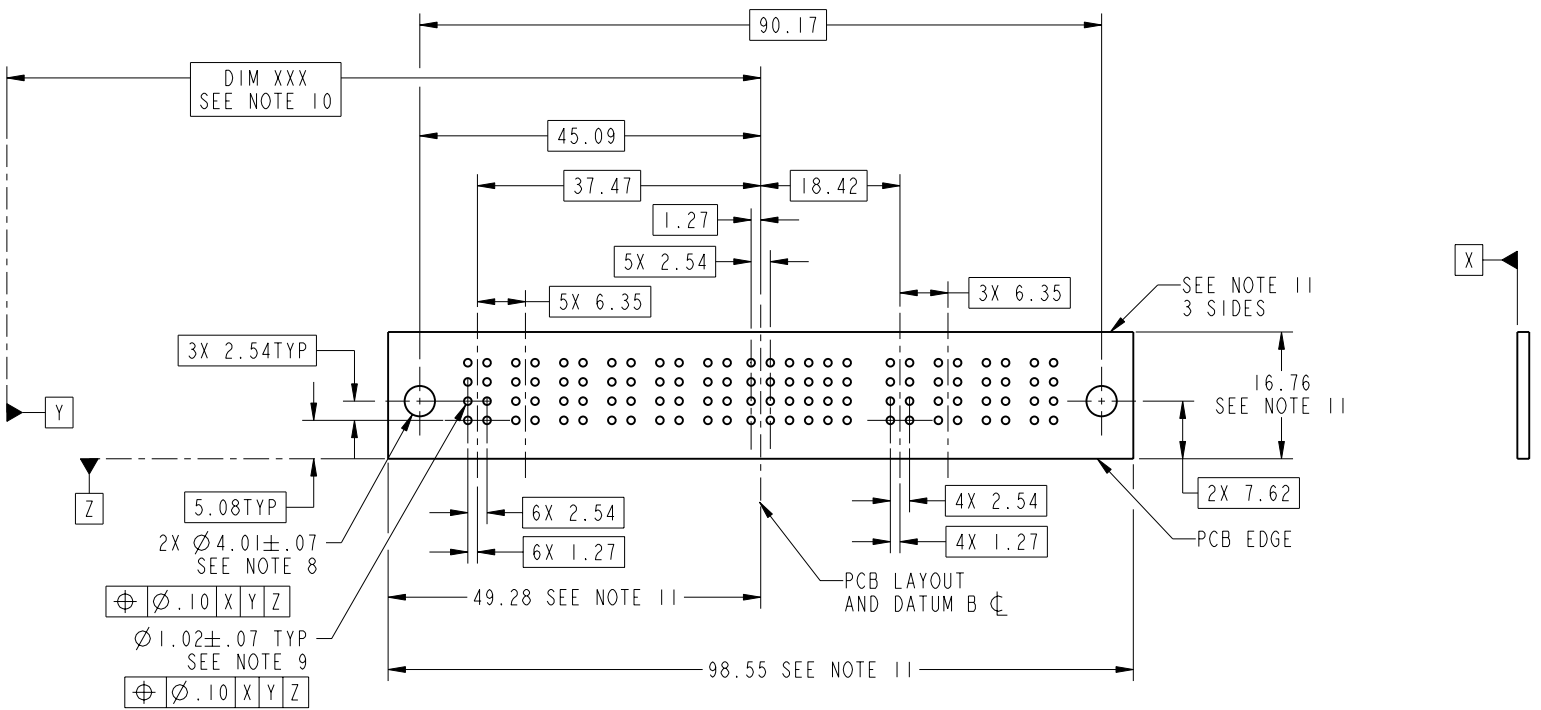 90.17
DIM XXX
SEE NOTE 10
45.09
37.47
18.42
1.27
5X 2.54
X
SEE NOTE 11
3 SIDES
5X 6.35
3X 6.35
3X 2.54TYP
16.76
SEE NOTE 11
Y
Z
5.08TYP
2X 7.62
4X 2.54
6X 2.54
2X Ø4.01±.07
SEE NOTE 8
6X 1.27
4X 1.27
PCB EDGE
PCB LAYOUT
AND DATUM B ℄
⌖ Ø.10 X Y Z
49.28 SEE NOTE 11
Ø1.02±.07 TYP
SEE NOTE 9
98.55 SEE NOTE 11
⌖ Ø.10 X Y Z